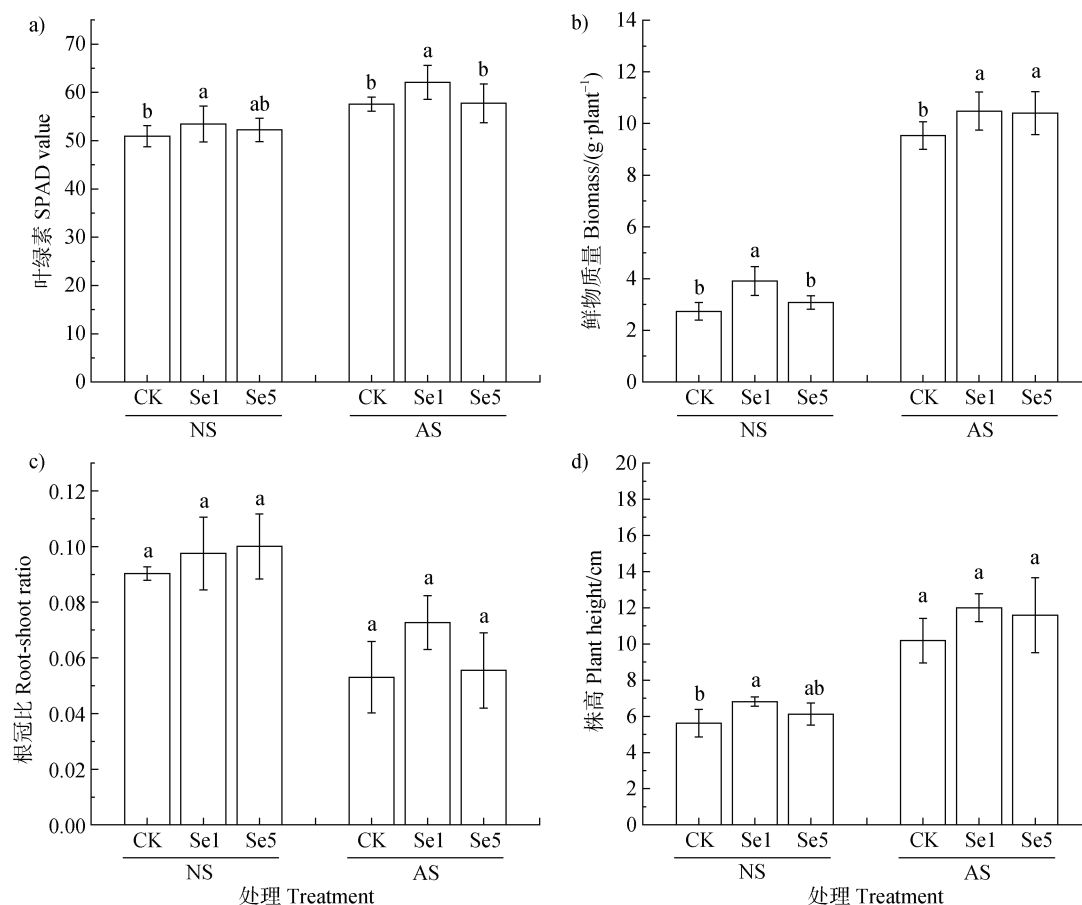 a)
叶绿素 SPAD value
70
60
50
40
30
20
10
0
b a ab b a b
CK Se1 Se5 CK Se1 Se5
NS AS
b)
鲜物质量 Biomass/(g·plant⁻¹)
14
12
10
8
6
4
2
0
b a b b a a
CK Se1 Se5 CK Se1 Se5
NS AS
c)
根冠比 Root-shoot ratio
0.12
0.10
0.08
0.06
0.04
0.02
0.00
a a a a a a
CK Se1 Se5 CK Se1 Se5
NS AS
处理 Treatment
d)
株高 Plant height/cm
20
18
16
14
12
10
8
6
4
2
0
b a ab a a a
CK Se1 Se5 CK Se1 Se5
NS AS
处理 Treatment